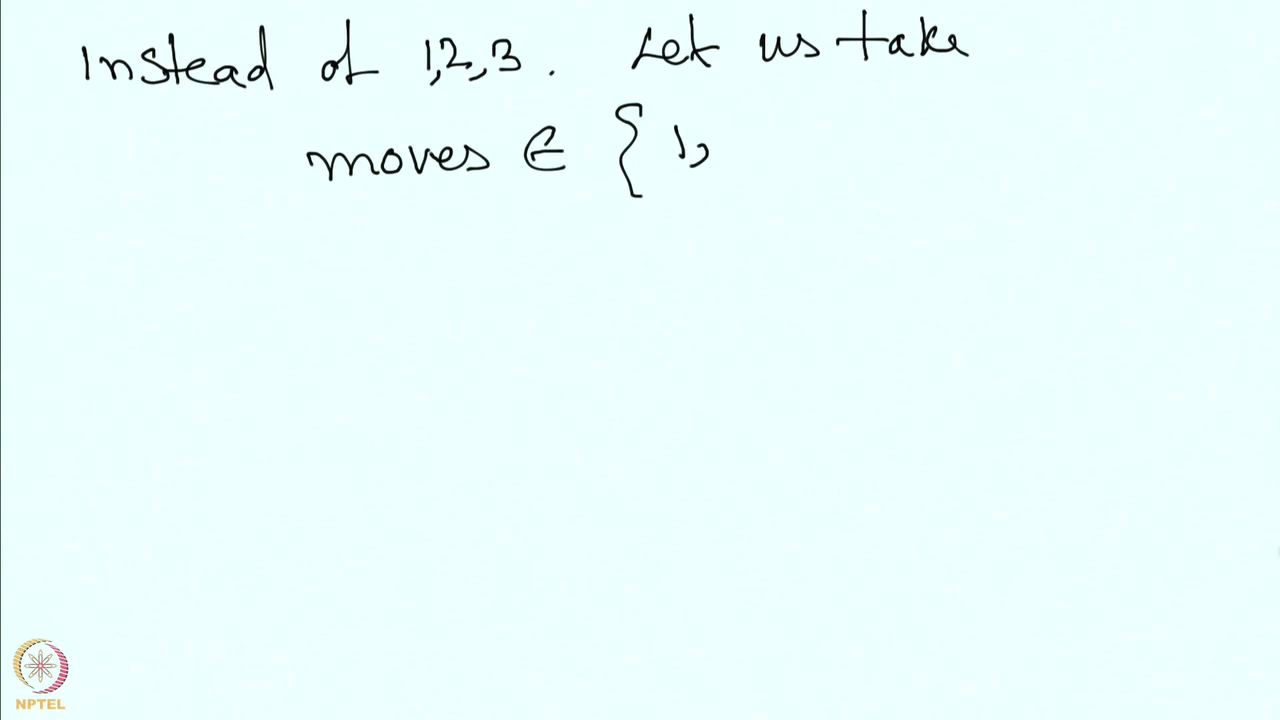 Instead of 1,2,3. Let us take
moves ∈ { 1,
NPTEL